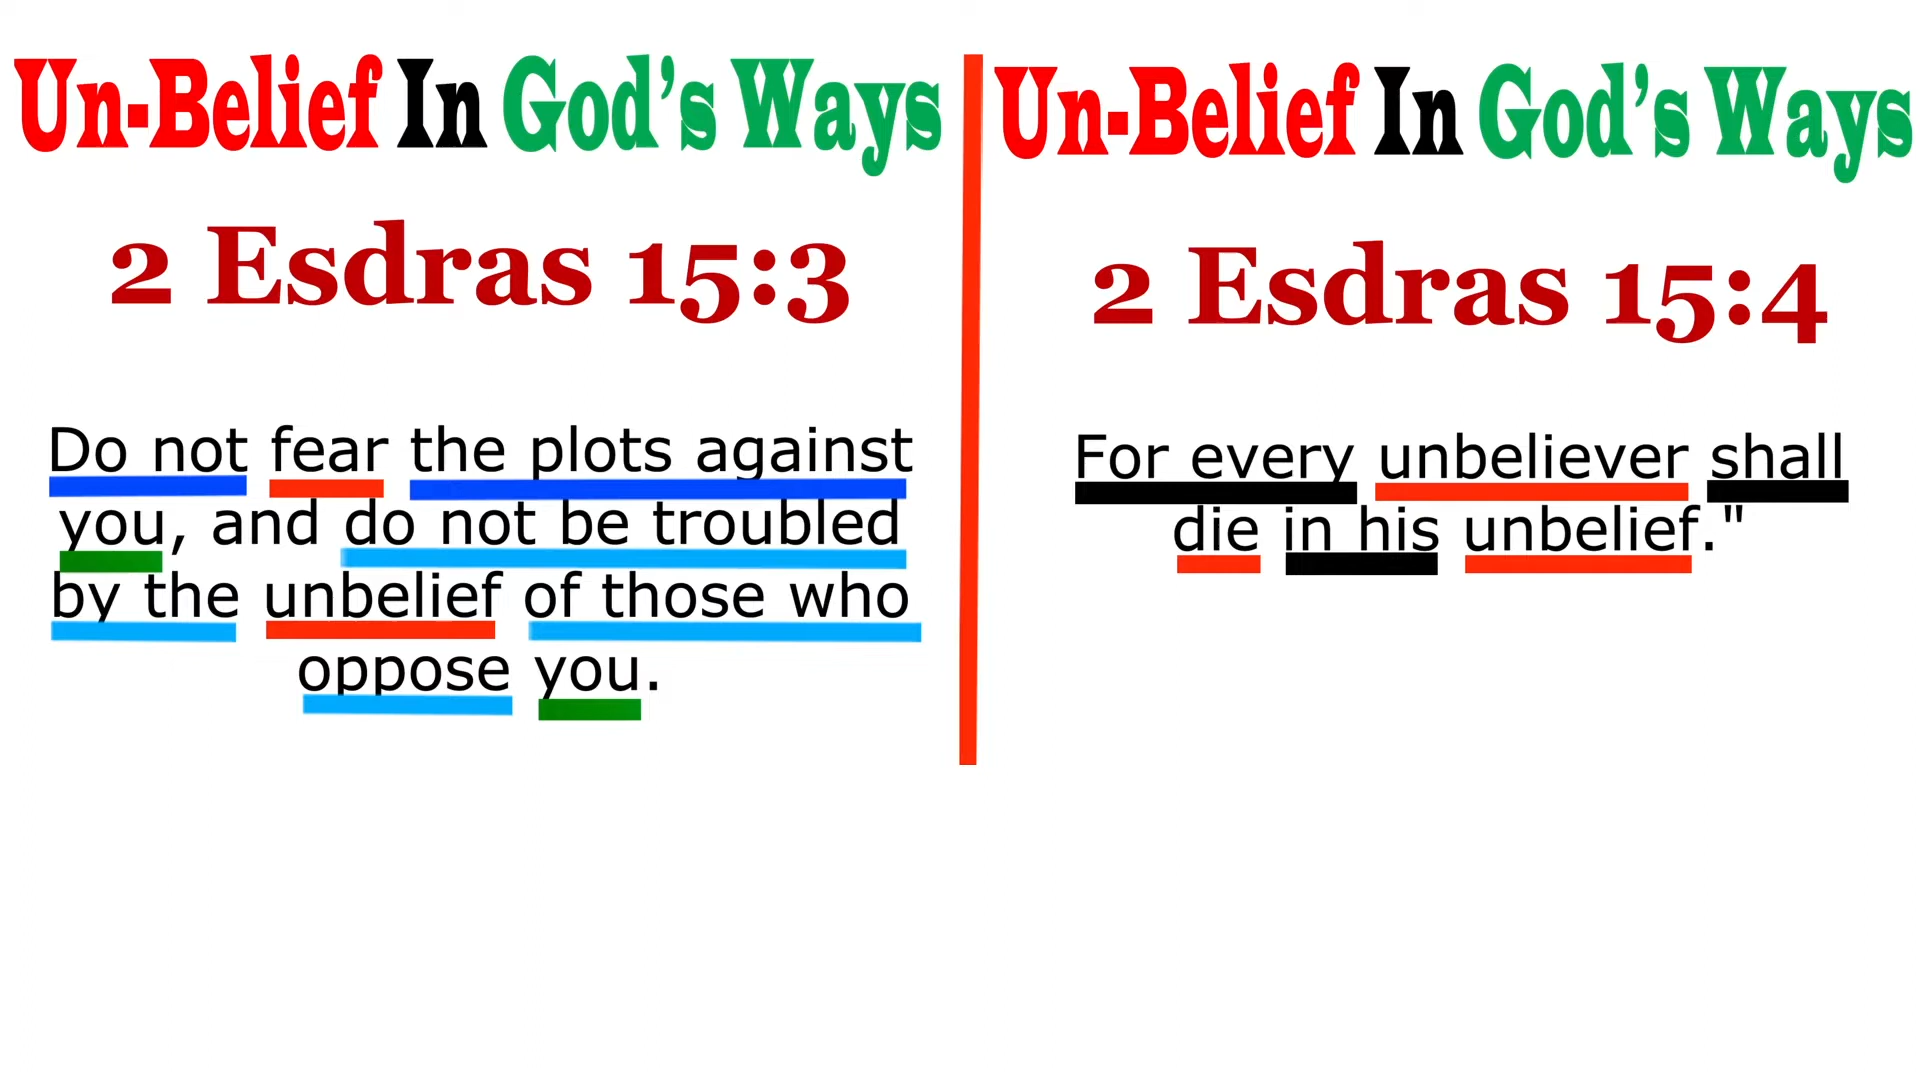 Un-Belief In God's Ways
2 Esdras 15:3
Do not fear the plots against
you, and do not be troubled
by the unbelief of those who
oppose you.
Un-Belief In God's Ways
2 Esdras 15:4
For every unbeliever shall
die in his unbelief."